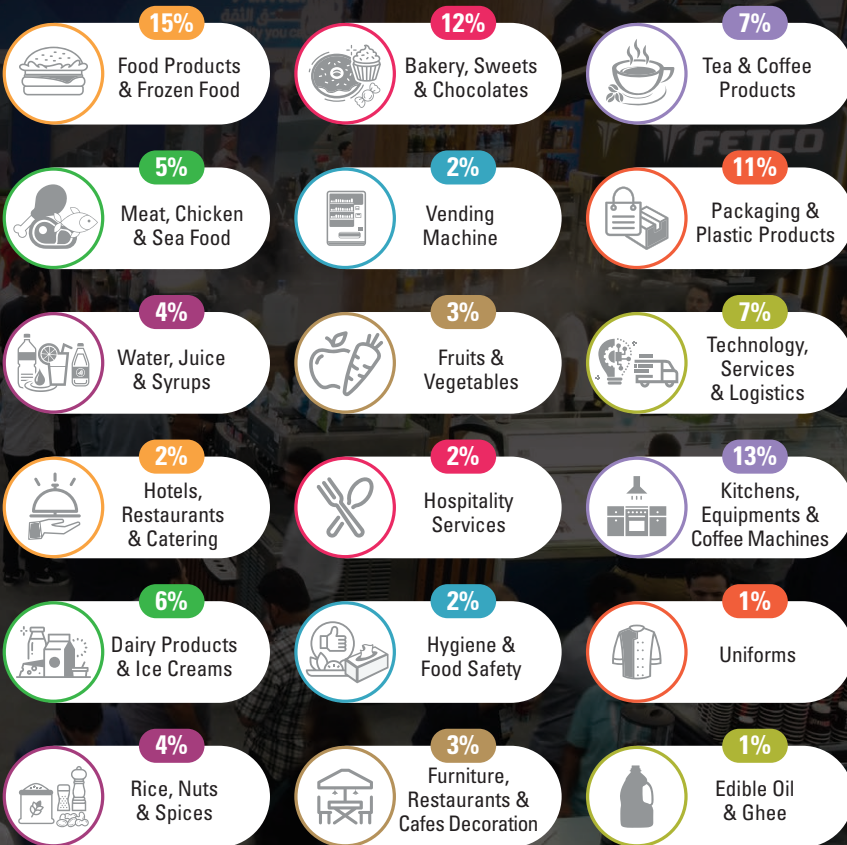 15%
Food Products
& Frozen Food
12%
Bakery, Sweets
& Chocolates
7%
Tea & Coffee
Products
FETCO
5%
Meat, Chicken
& Sea Food
2%
Vending
Machine
11%
Packaging &
Plastic Products
4%
Water, Juice
& Syrups
3%
Fruits &
Vegetables
7%
Technology,
Services
& Logistics
2%
Hotels,
Restaurants
& Catering
2%
Hospitality
Services
13%
Kitchens,
Equipments &
Coffee Machines
6%
Dairy Products
& Ice Creams
2%
Hygiene &
Food Safety
1%
Uniforms
4%
Rice, Nuts
& Spices
3%
Furniture,
Restaurants &
Cafes Decoration
1%
Edible Oil
& Ghee